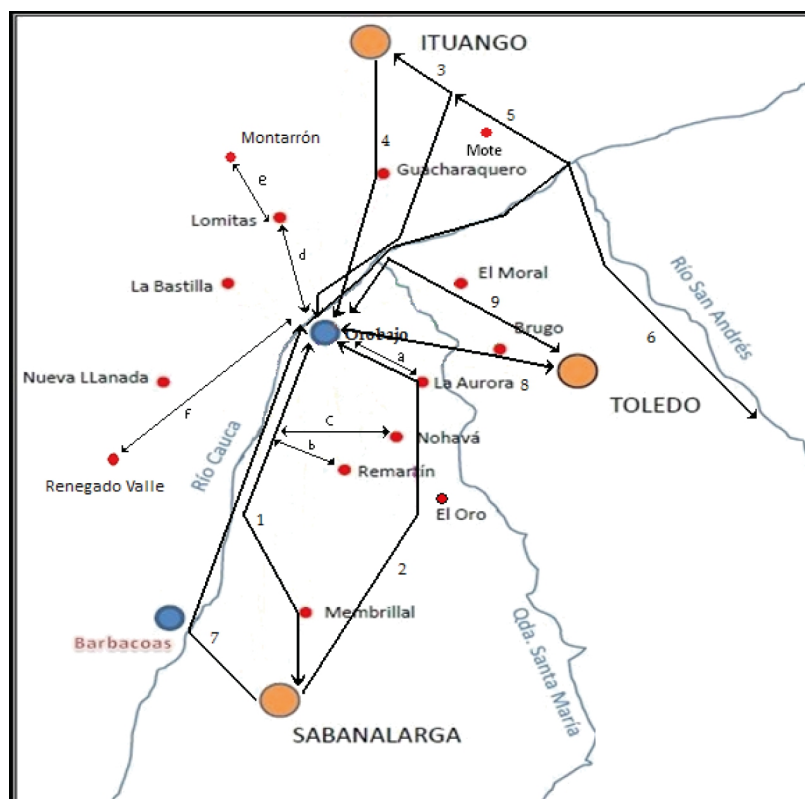 ITUANGO
3
5
Montarrón
Mote
4
Guacharaquero
e
Lomitas
Río San Andrés
d
El Moral
La Bastilla
9
Orobajo
Brugo
6
a
8
La Aurora
Nueva LLanada
TOLEDO
f
C
Nohavá
b
Río Cauca
Remartín
Renegado Valle
El Oro
1
2
Membrillal
Barbacoas
7
Qda. Santa María
SABANALARGA